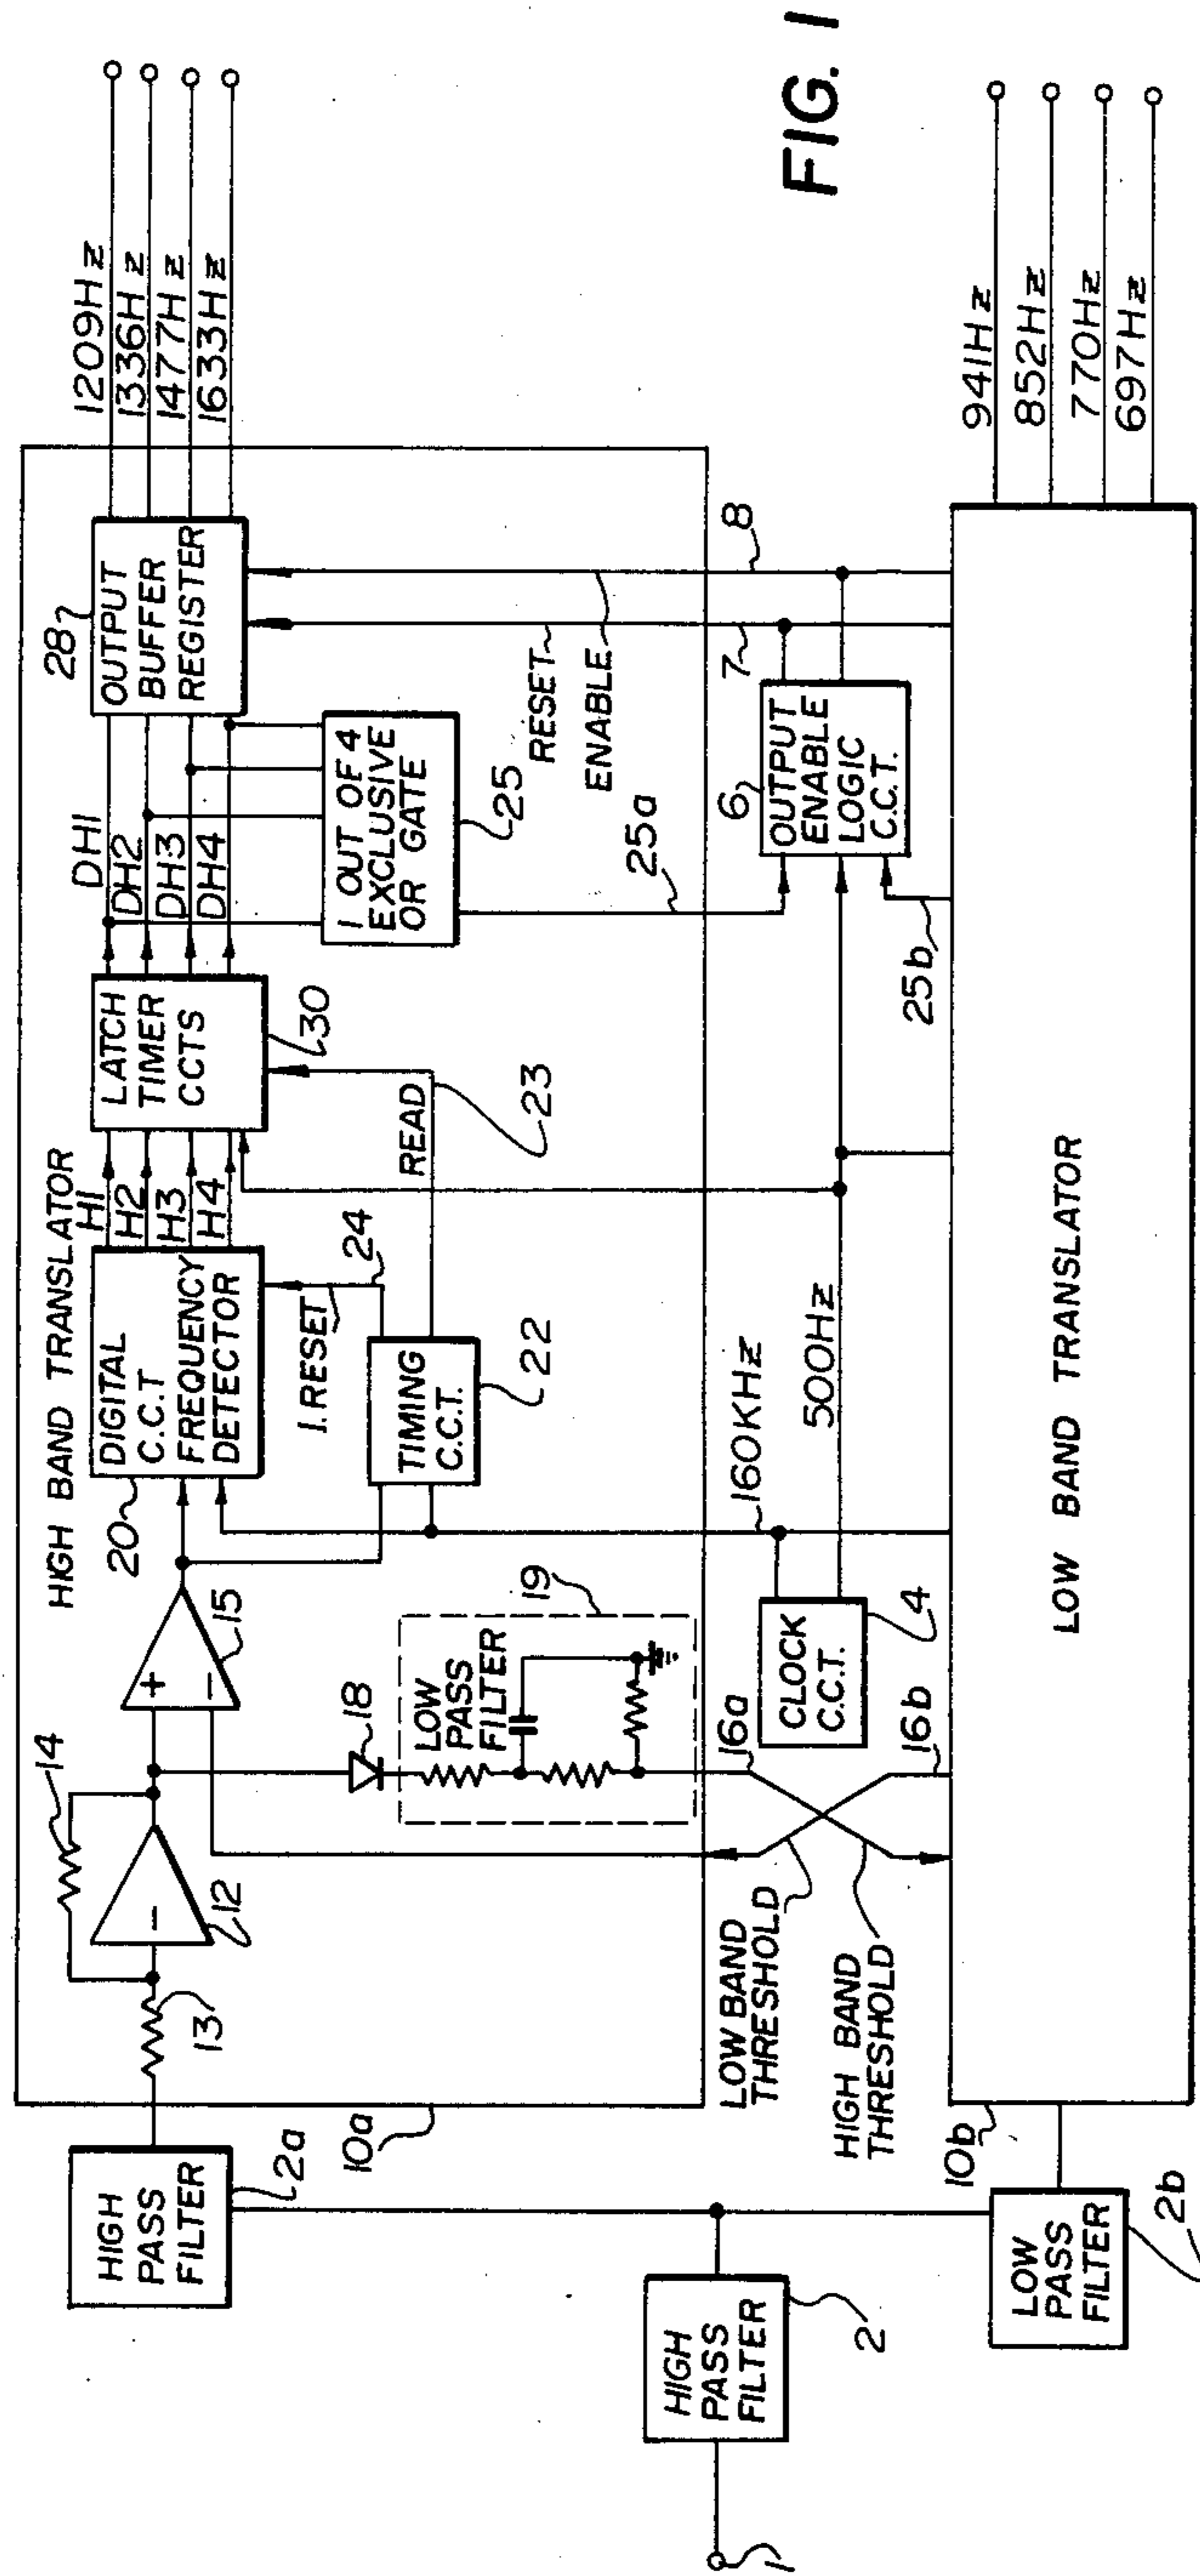 HIGH BAND TRANSLATOR
HIGH
PASS
FILTER
2a
10a
13
14
12
15
18
LOW
PASS
FILTER
19
20
DIGITAL
C.C.T
FREQUENCY
DETECTOR
1.RESET
24
TIMING
C.C.T.
22
H1
H2
H3
H4
READ
23
LATCH
TIMER
CCTS
30
DH1
DH2
DH3
DH4
1 OUT OF 4
EXCLUSIVE
OR GATE
25
25a
28
OUTPUT
BUFFER
REGISTER
1209Hz
1336Hz
1477Hz
1633Hz
1
HIGH
PASS
FILTER
2
LOW
PASS
FILTER
2b
10b
LOW BAND
THRESHOLD
HIGH BAND
THRESHOLD
16a
16b
CLOCK
C.C.T.
4
160KHz
500Hz
25b
6
OUTPUT
ENABLE
LOGIC
C.C.T.
RESET
ENABLE
7
8
LOW BAND TRANSLATOR
941Hz
852Hz
770Hz
697Hz
FIG. 1